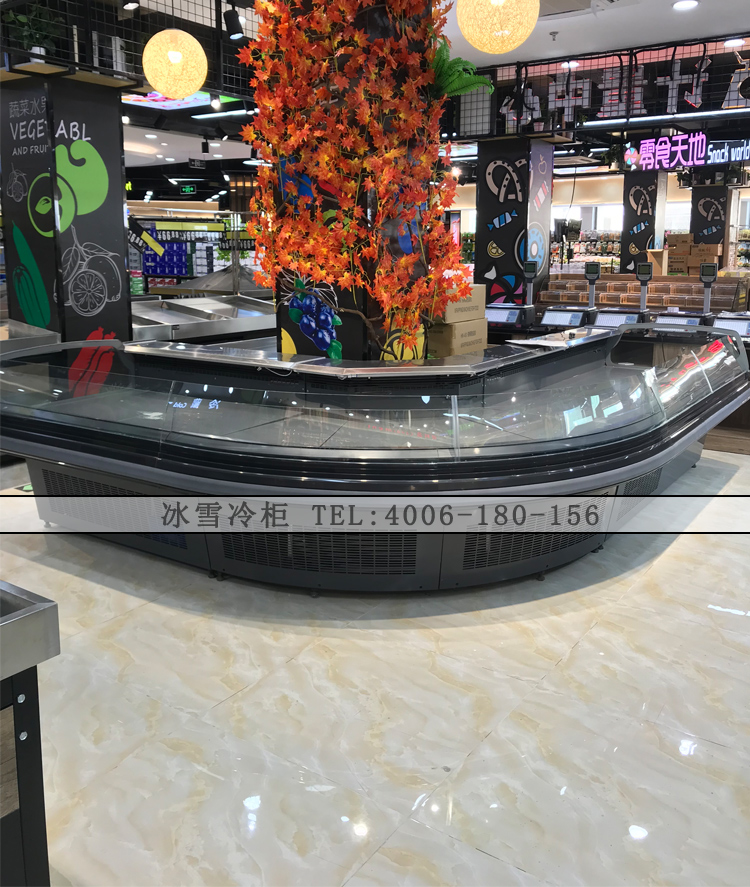 蔬菜水果
VEGETABL
AND FRUIT
零食天地
Snack world
冰雪冷柜 TEL:4006-180-156